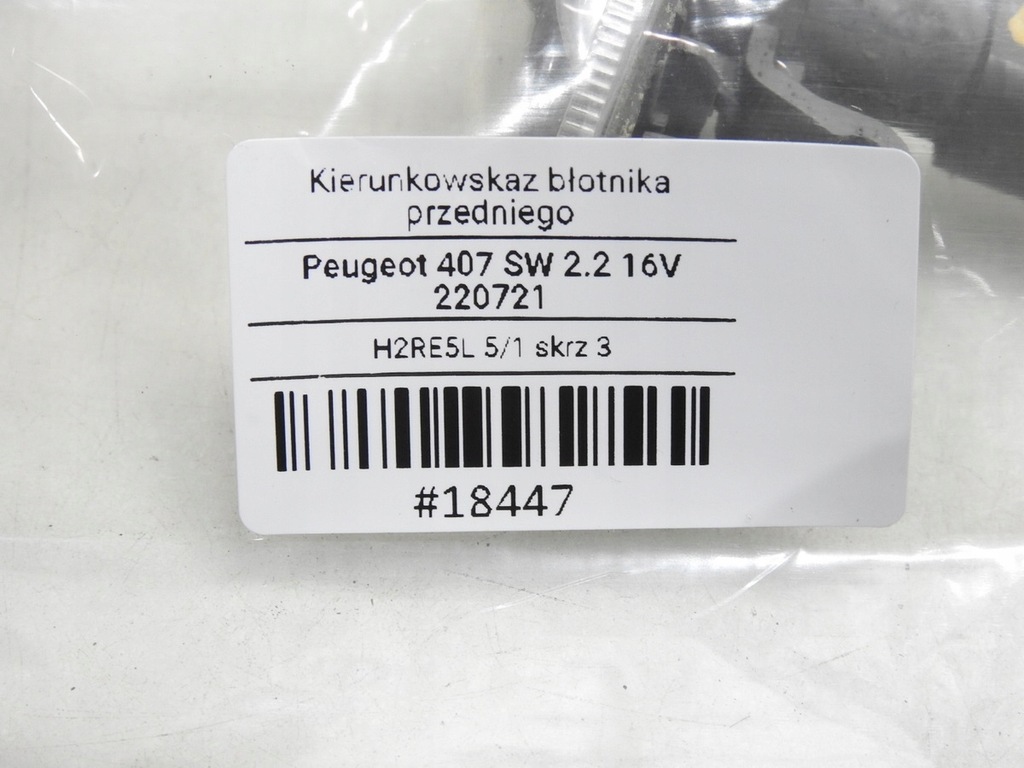 Kierunkowskaz błotnika
przedniego
Peugeot 407 SW 2.2 16V
220721
H2RE5L 5/1 skrz 3
#18447